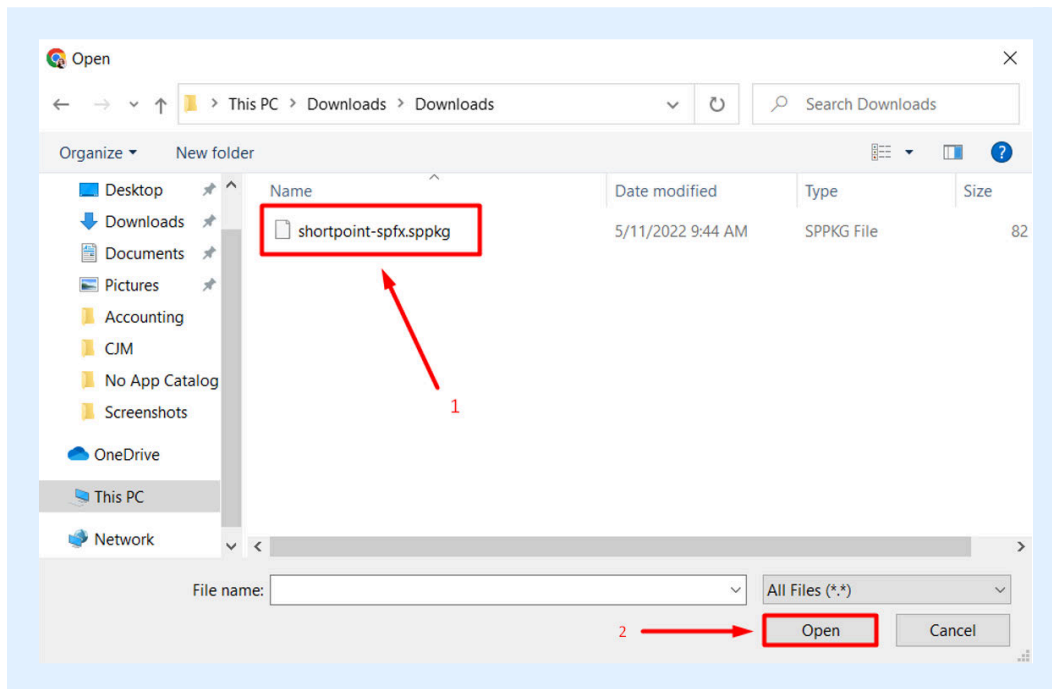 Open
This PC > Downloads > Downloads
Search Downloads
Organize
New folder
Name
Date modified
Type
Size
Desktop
Downloads
Documents
Pictures
Accounting
CJM
No App Catalog
Screenshots
OneDrive
This PC
Network
shortpoint-spfx.sppkg
5/11/2022 9:44 AM
SPPKG File
82
1
File name:
All Files (*.*)
2
Open
Cancel